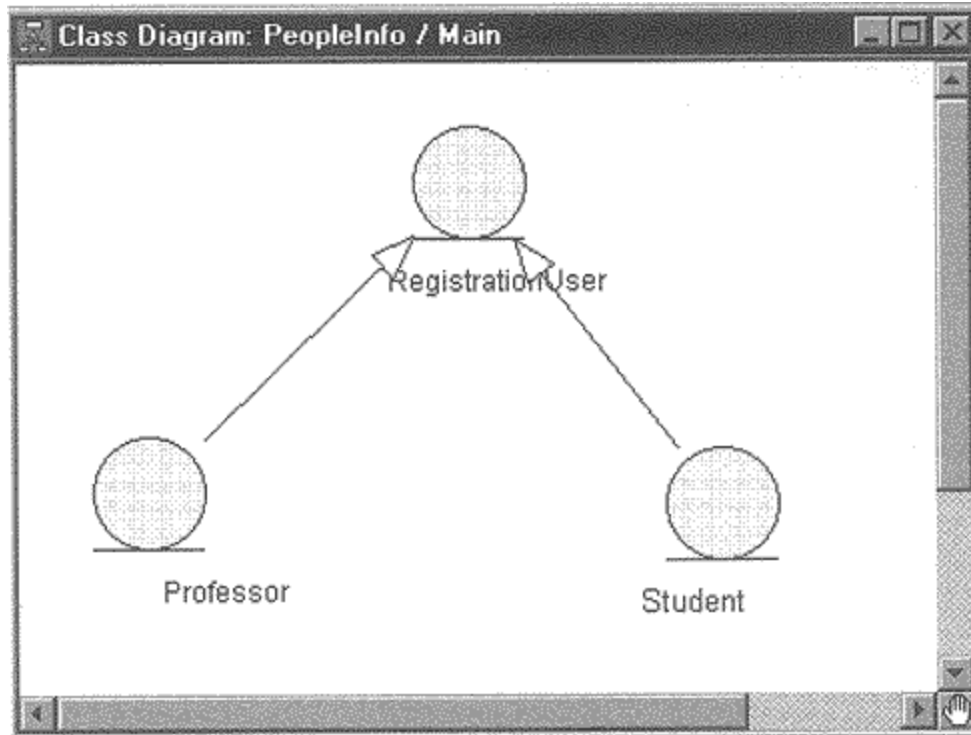 Class Diagram: PeopleInfo / Main
RegistrationUser
Professor
Student